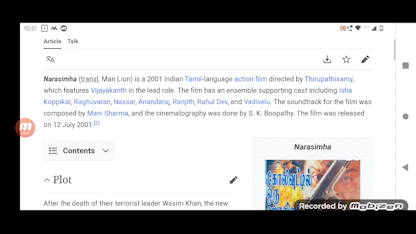 10:57
Article Talk
Narasimha (transl. Man Lion) is a 2001 Indian Tamil-language action film directed by Thirupathisamy,
which features Vijayakanth in the lead role. The film has an ensemble supporting cast including Isha
Koppikar, Raghuvaran, Nassar, Anandaraj, Ranjith, Rahul Dev, and Vadivelu. The soundtrack for the film was
composed by Mani Sharma, and the cinematography was done by S. K. Boopathy. The film was released
on 12 July 2001.[2]
Contents
Narasimha
Plot
After the death of their terrorist leader Wasim Khan, the new
Recorded by Mobizen